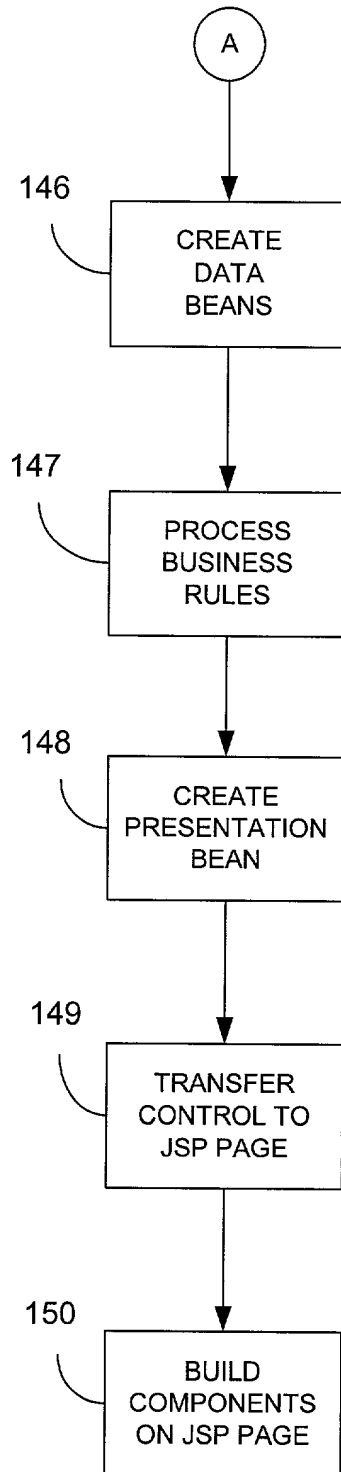 A
146
CREATE
DATA
BEANS
147
PROCESS
BUSINESS
RULES
148
CREATE
PRESENTATION
BEAN
149
TRANSFER
CONTROL TO
JSP PAGE
150
BUILD
COMPONENTS
ON JSP PAGE